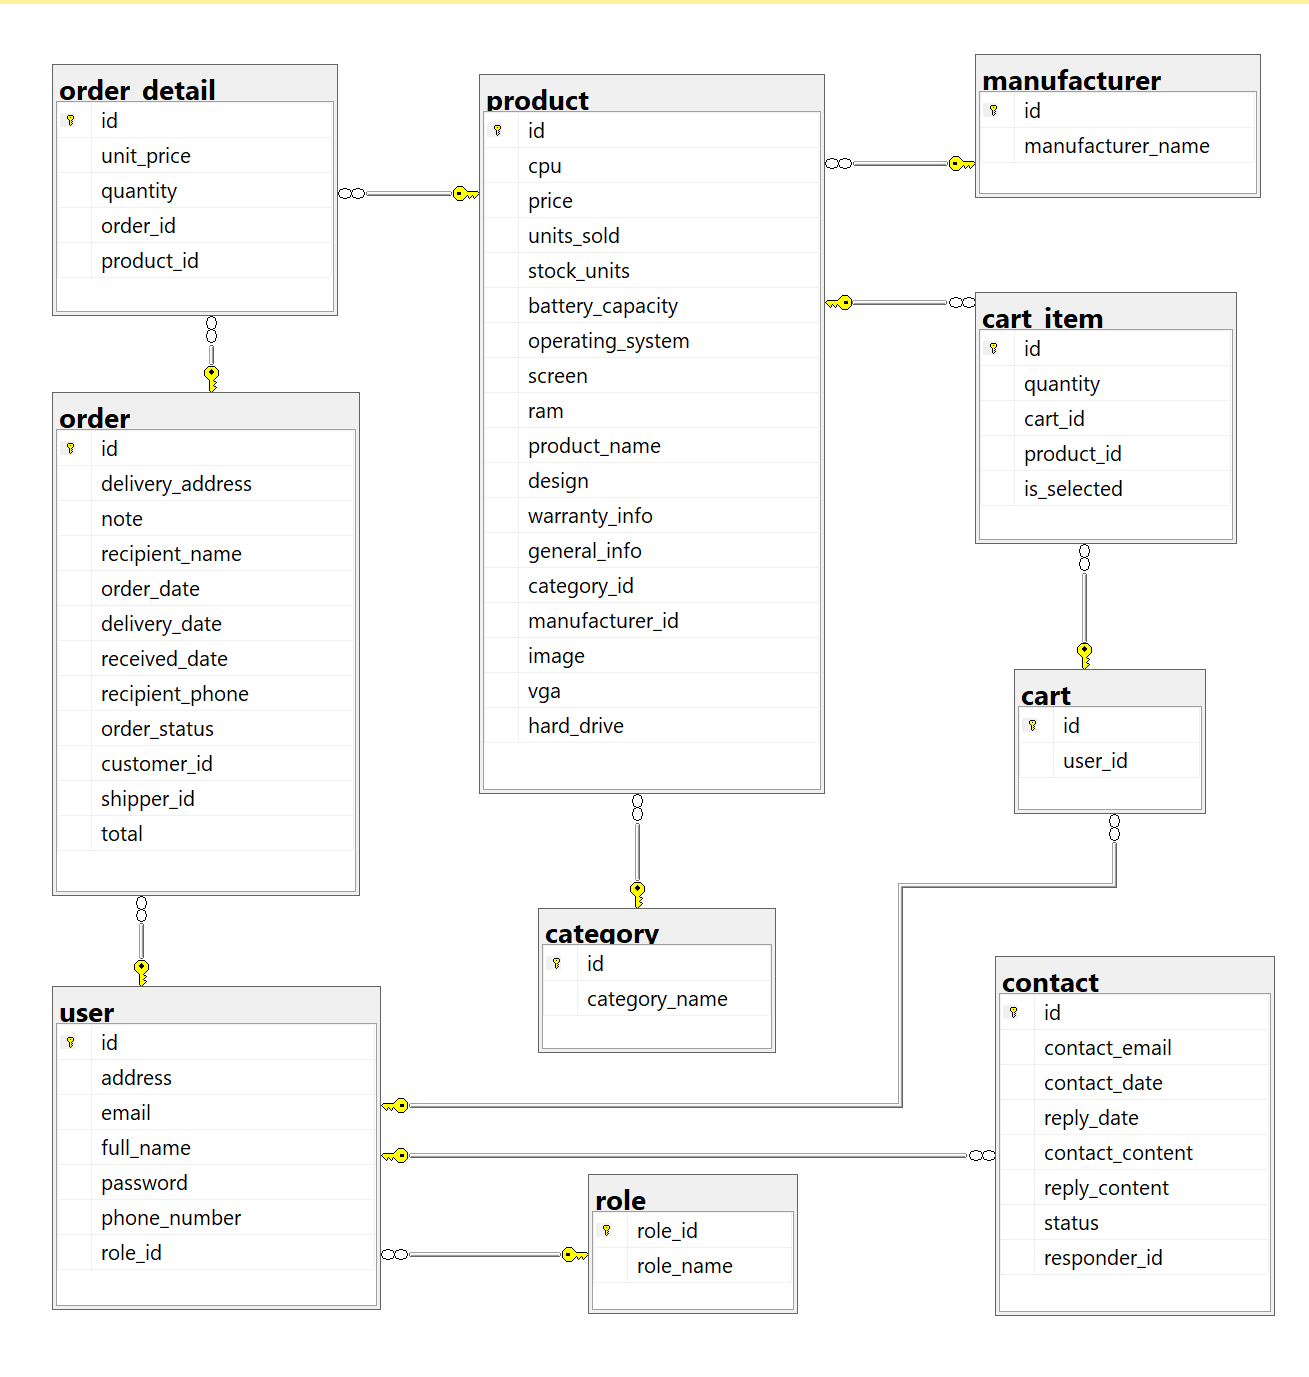 order_detail
id
unit_price
quantity
order_id
product_id
product
id
cpu
price
units_sold
stock_units
battery_capacity
operating_system
screen
ram
product_name
design
warranty_info
general_info
category_id
manufacturer_id
image
vga
hard_drive
manufacturer
id
manufacturer_name
cart_item
id
quantity
cart_id
product_id
is_selected
order
id
delivery_address
note
recipient_name
order_date
delivery_date
received_date
recipient_phone
order_status
customer_id
shipper_id
total
cart
id
user_id
category
id
category_name
user
id
address
email
full_name
password
phone_number
role_id
role
role_id
role_name
contact
id
contact_email
contact_date
reply_date
contact_content
reply_content
status
responder_id